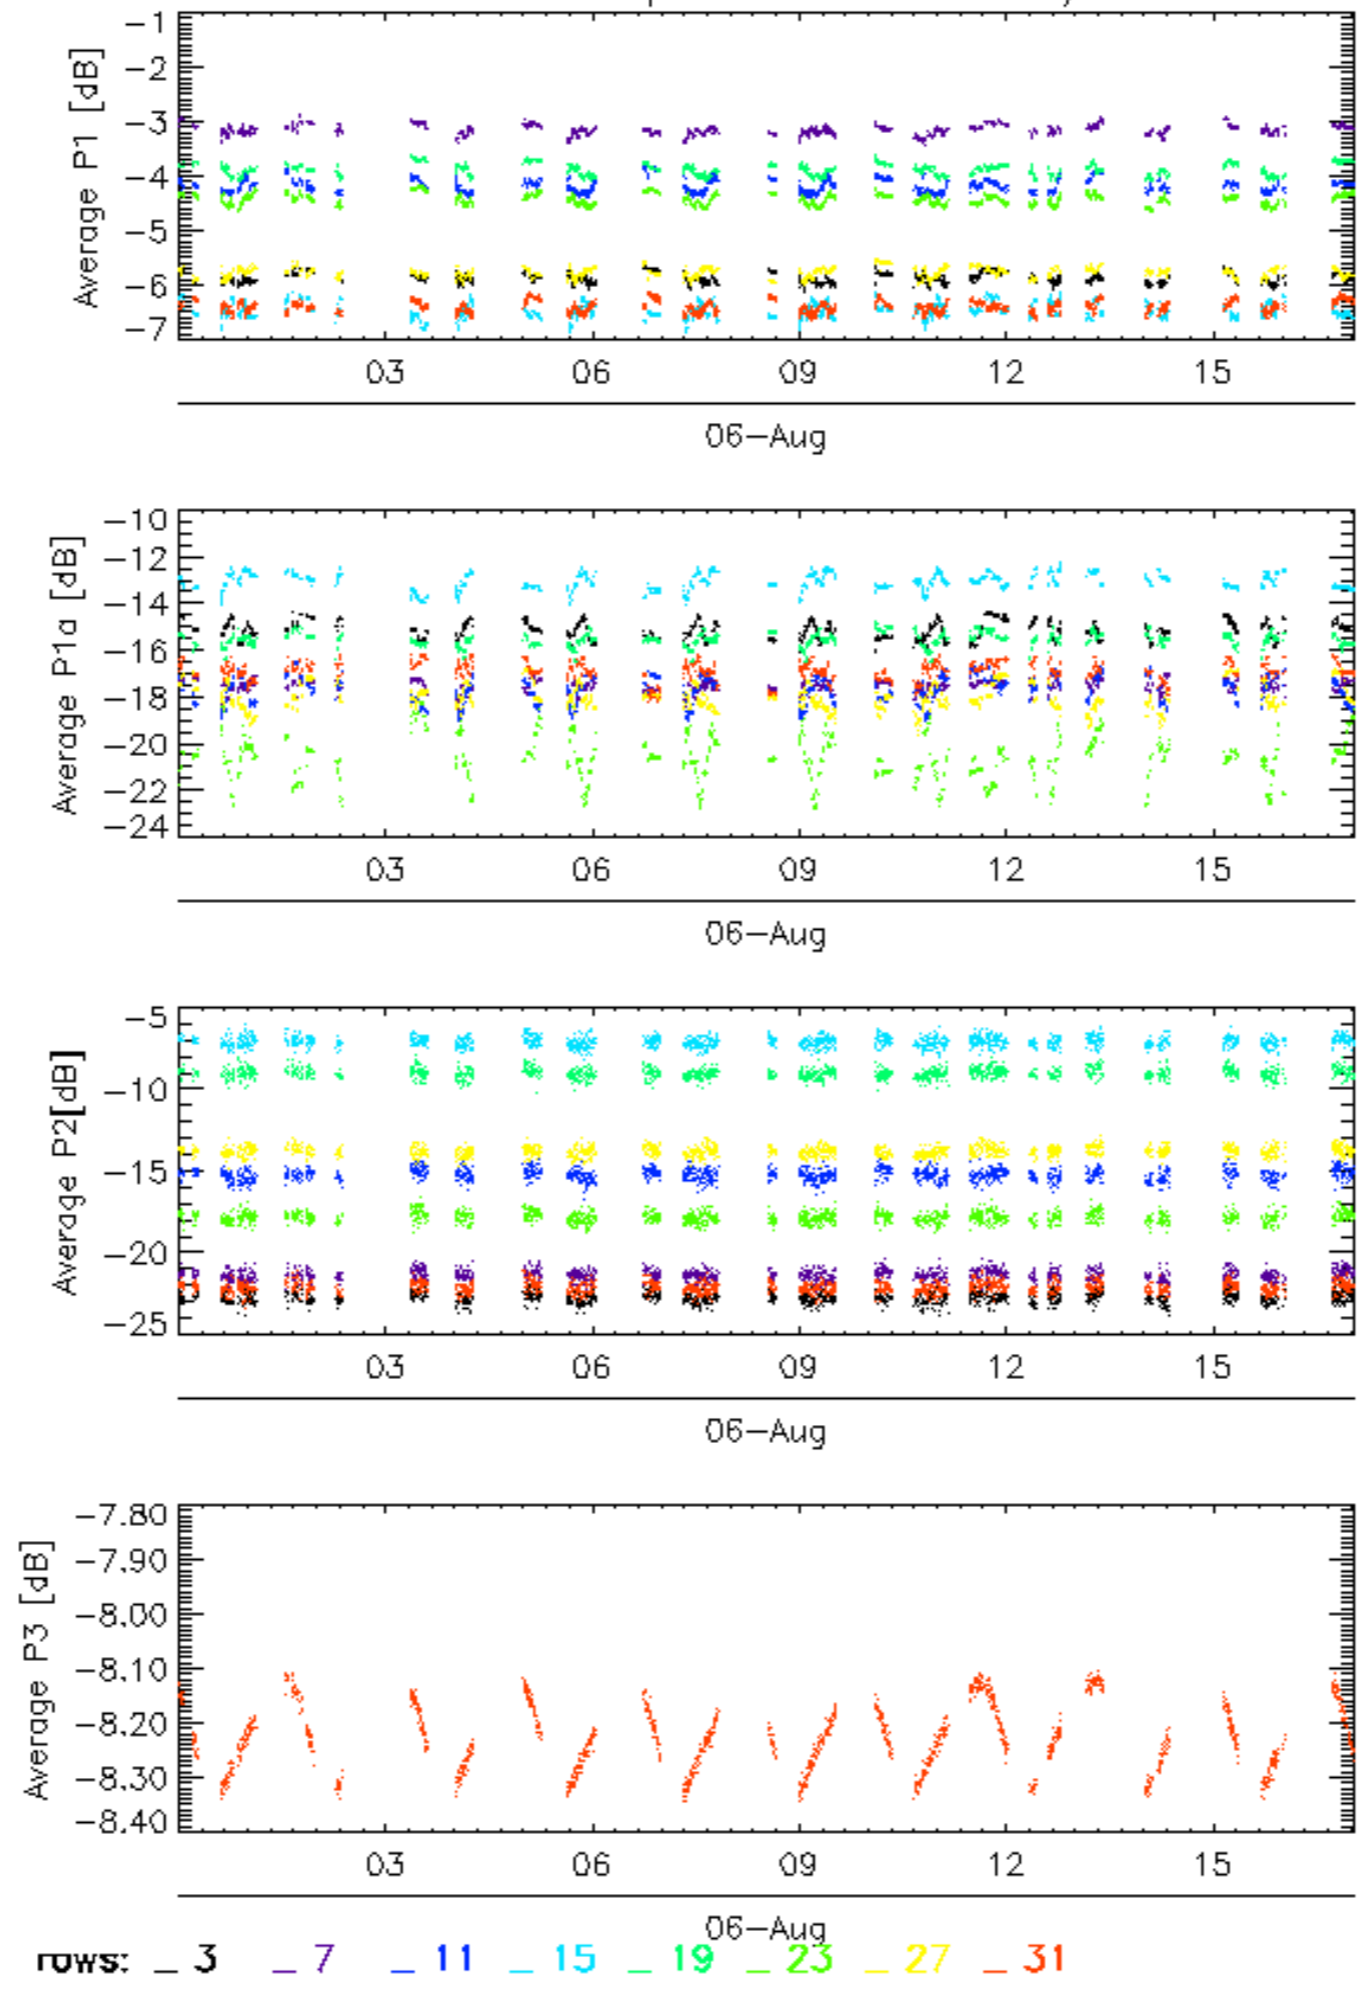 -1
-2
-3
-4
-5
-6
-7
Average P1 [dB]
03 06 09 12 15
06-Aug
-10
-12
-14
-16
-18
-20
-22
-24
Average P1a [dB]
03 06 09 12 15
06-Aug
-5
-10
-15
-20
-25
Average P2[dB]
03 06 09 12 15
06-Aug
-7.80
-7.90
-8.00
-8.10
-8.20
-8.30
-8.40
Average P3 [dB]
03 06 09 12 15
06-Aug
rows: _ 3 _ 7 _ 11 _ 15 _ 19 _ 23 _ 27 _ 31